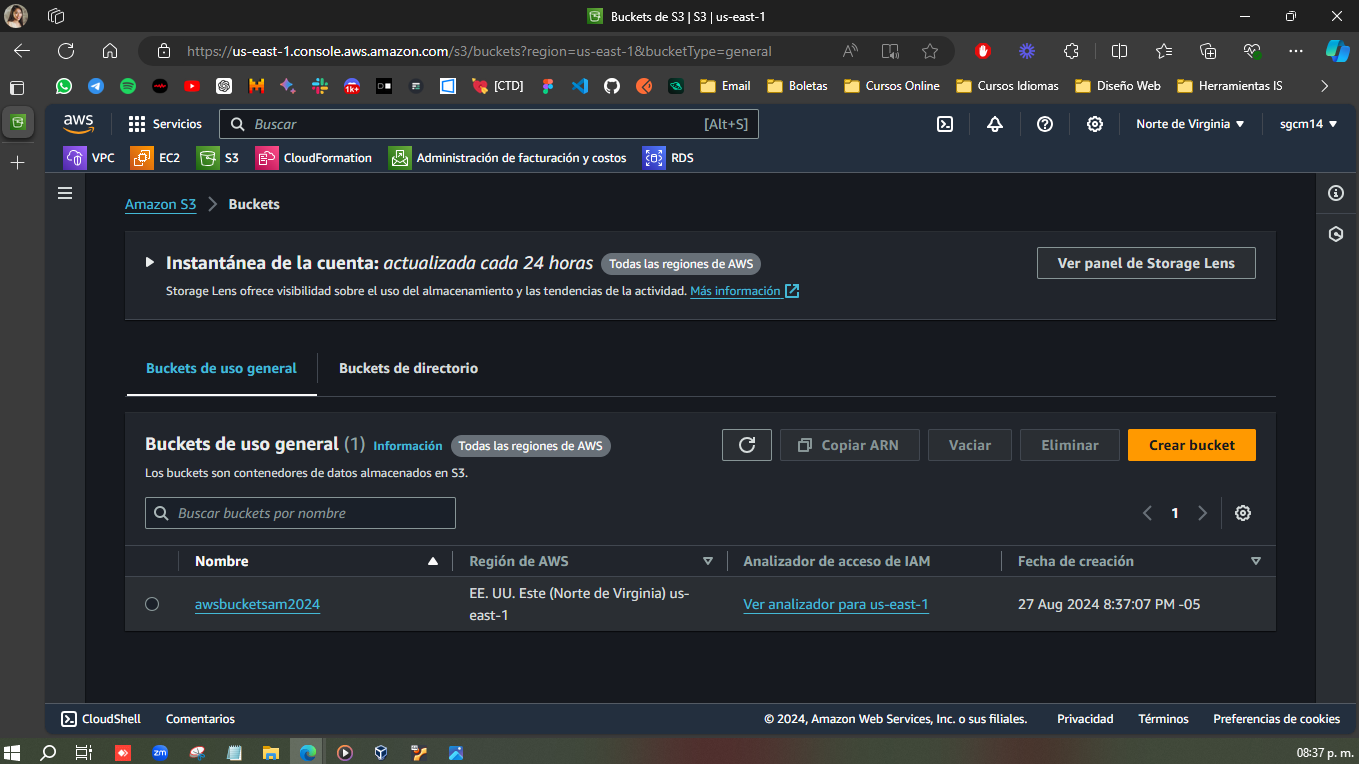 Buckets de S3 | S3 | us-east-1
https://us-east-1.console.aws.amazon.com/s3/buckets?region=us-east-1&bucketType=general
1k+
[CTD]
Email
Boletas
Cursos Online
Cursos Idiomas
Diseño Web
Herramientas IS
aws
Servicios
Buscar
[Alt+S]
Norte de Virginia
sgcm14
VPC
EC2
S3
CloudFormation
Administración de facturación y costos
RDS
Amazon S3
Buckets
Instantánea de la cuenta: actualizada cada 24 horas
Todas las regiones de AWS
Ver panel de Storage Lens
Storage Lens ofrece visibilidad sobre el uso del almacenamiento y las tendencias de la actividad. Más información
Buckets de uso general
Buckets de directorio
Buckets de uso general (1)
Información
Todas las regiones de AWS
Copiar ARN
Vaciar
Eliminar
Crear bucket
Los buckets son contenedores de datos almacenados en S3.
Buscar buckets por nombre
1
Nombre
Región de AWS
Analizador de acceso de IAM
Fecha de creación
awsbucketsam2024
EE. UU. Este (Norte de Virginia) us-
east-1
Ver analizador para us-east-1
27 Aug 2024 8:37:07 PM -05
CloudShell
Comentarios
© 2024, Amazon Web Services, Inc. o sus filiales.
Privacidad
Términos
Preferencias de cookies
zm
08:37 p. m.